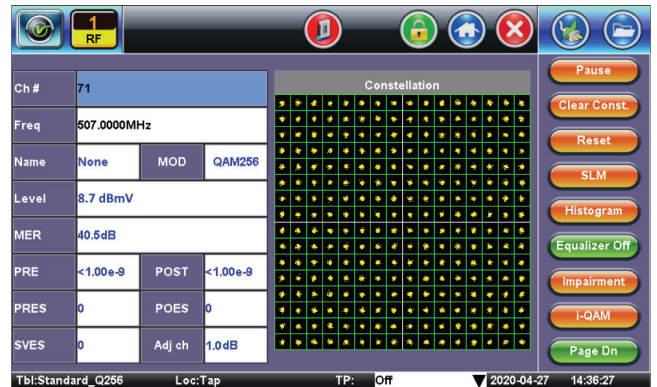 1
RF
Ch # 71
Freq 507.0000MHz
Name None MOD QAM256
Level 8.7 dBmV
MER 40.5dB
PRE <1.00e-9 POST <1.00e-9
PRES 0 POES 0
SVES 0 Adj ch 1.0dB
Constellation
Pause
Clear Const.
Reset
SLM
Histogram
Equalizer Off
Impairment
i-QAM
Page Dn
Tbl:Standard_Q256 Loc:Tap TP: Off 2020-04-27 14:36:27